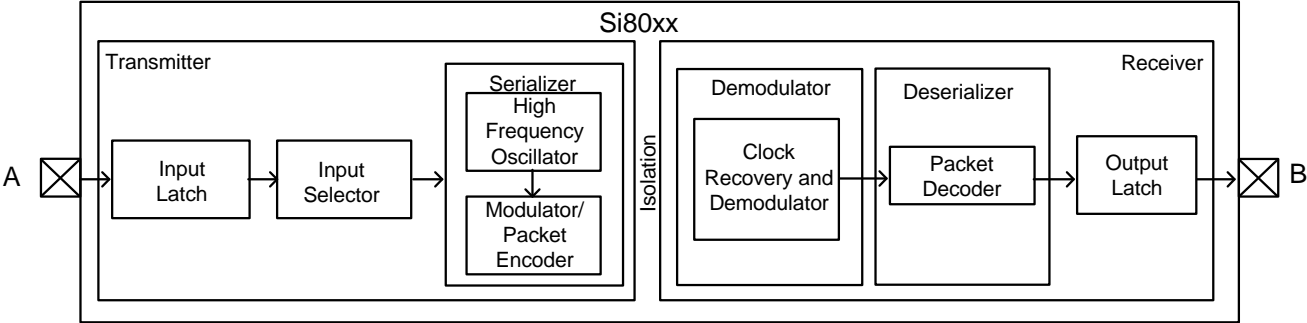 Si80xx
Transmitter
Receiver
A
Input
Latch
Input
Selector
Serializer
High
Frequency
Oscillator
Modulator/
Packet
Encoder
Isolation
Demodulator
Clock
Recovery and
Demodulator
Deserializer
Packet
Decoder
Output
Latch
B